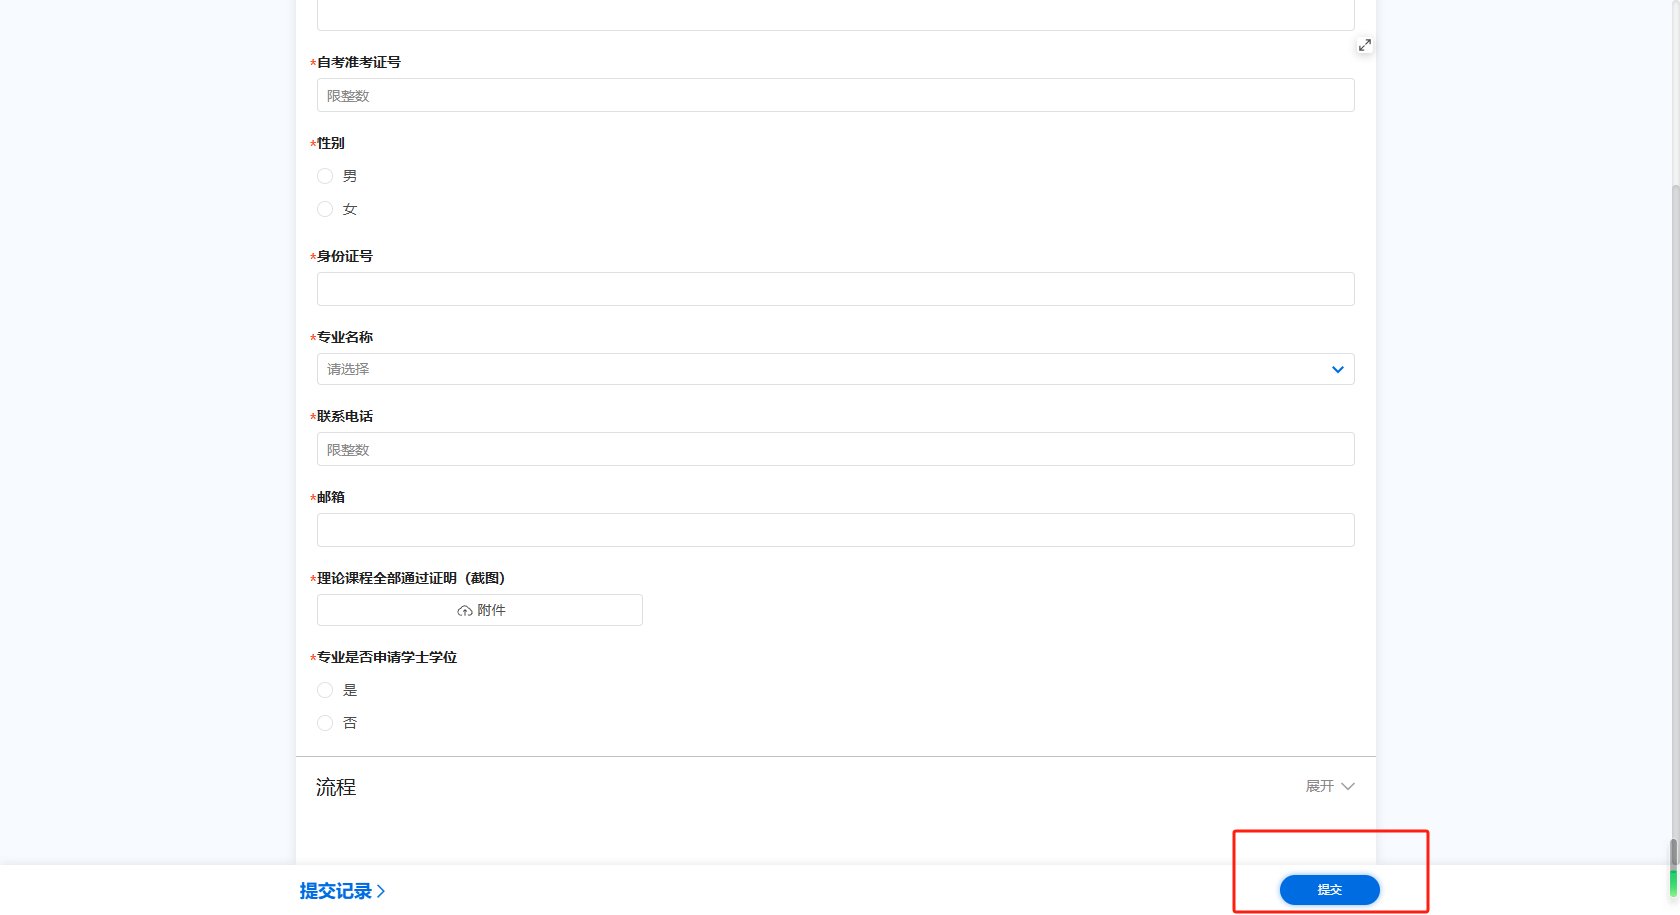 *自考准考证号
限整数
*性别
男
女
*身份证号
*专业名称
请选择
*联系电话
限整数
*邮箱
*理论课程全部通过证明（截图）
附件
*专业是否申请学士学位
是
否
流程
展开
提交记录
提交